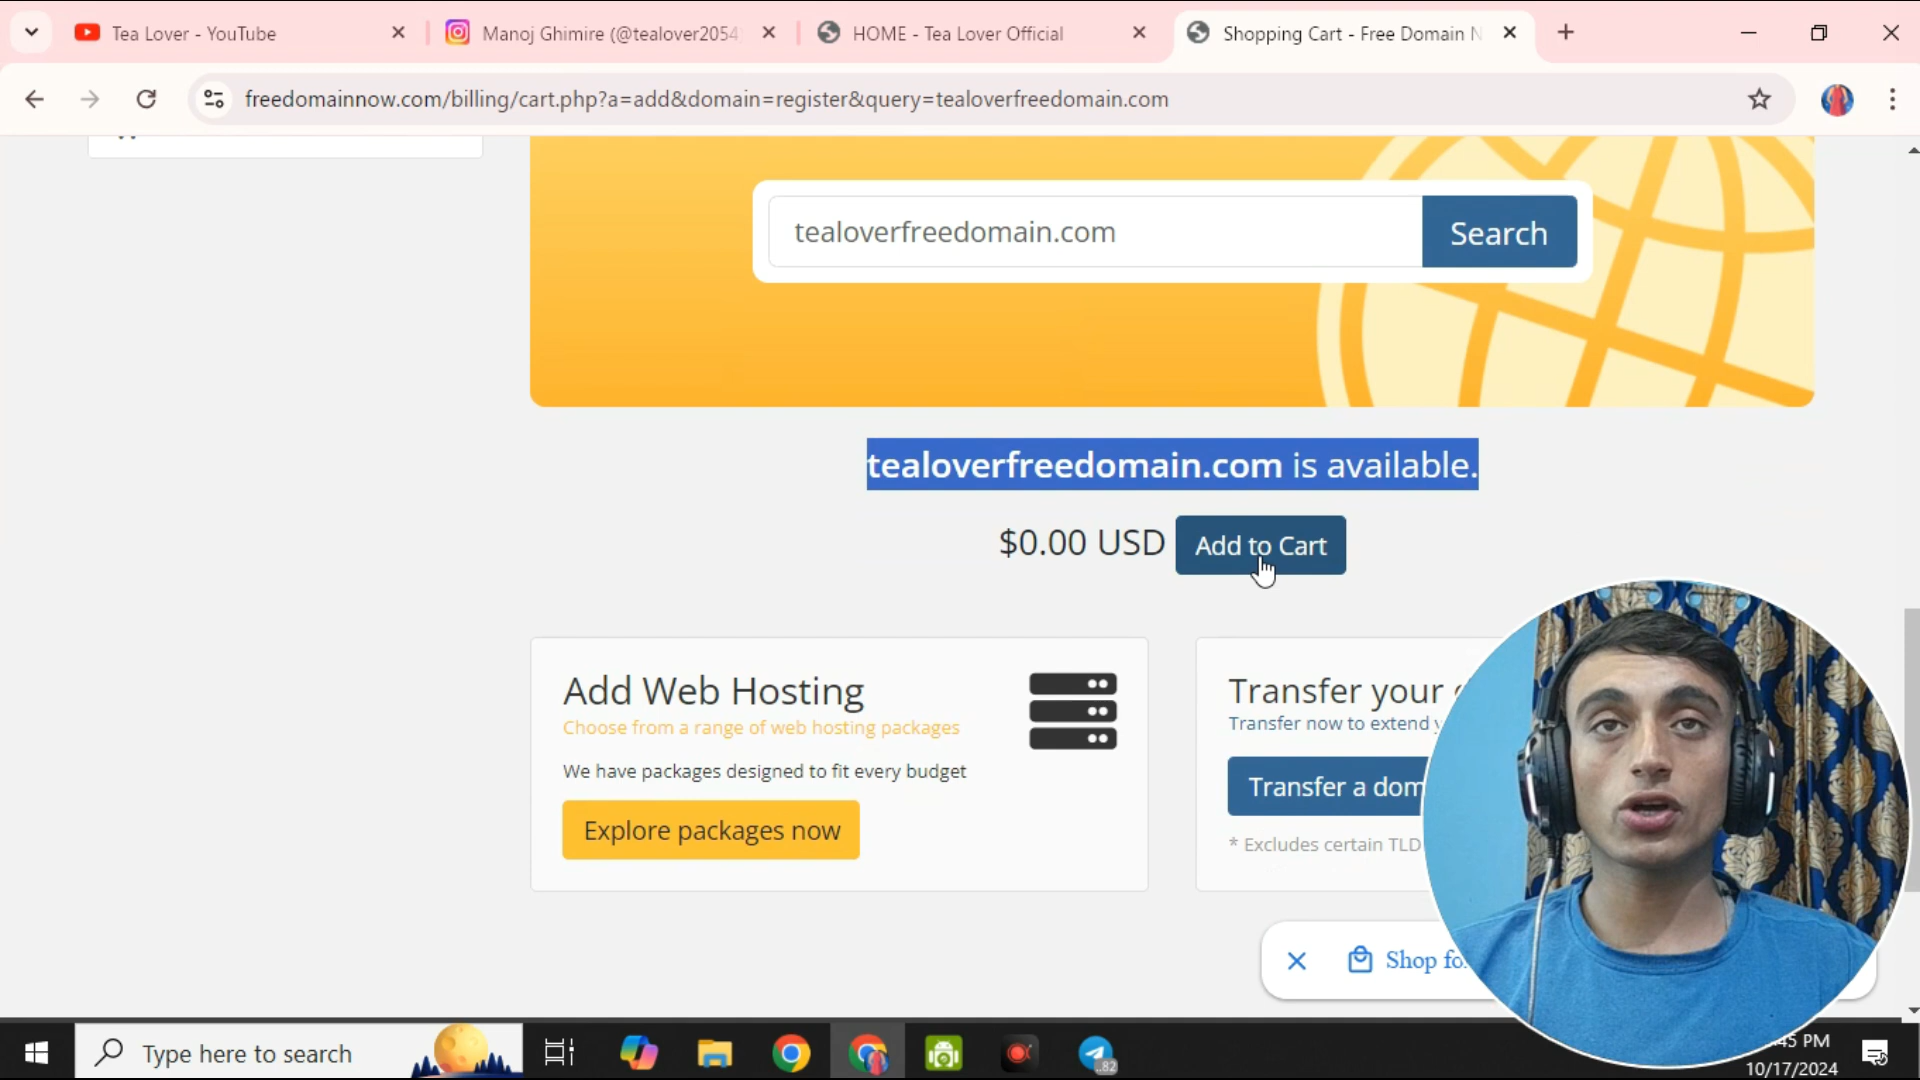 Tea Lover - YouTube
Manoj Ghimire (@tealover2054
HOME - Tea Lover Official
Shopping Cart - Free Domain N
freedomainnow.com/billing/cart.php?a=add&domain=register&query=tealoverfreedomain.com
tealoverfreedomain.com
Search
tealoverfreedomain.com is available.
$0.00 USD
Add to Cart
Add Web Hosting
Choose from a range of web hosting packages
We have packages designed to fit every budget
Explore packages now
Transfer your
Transfer now to extend
Transfer a dom
* Excludes certain TLD
Shop fo
Type here to search
..82
45 PM
10/17/2024